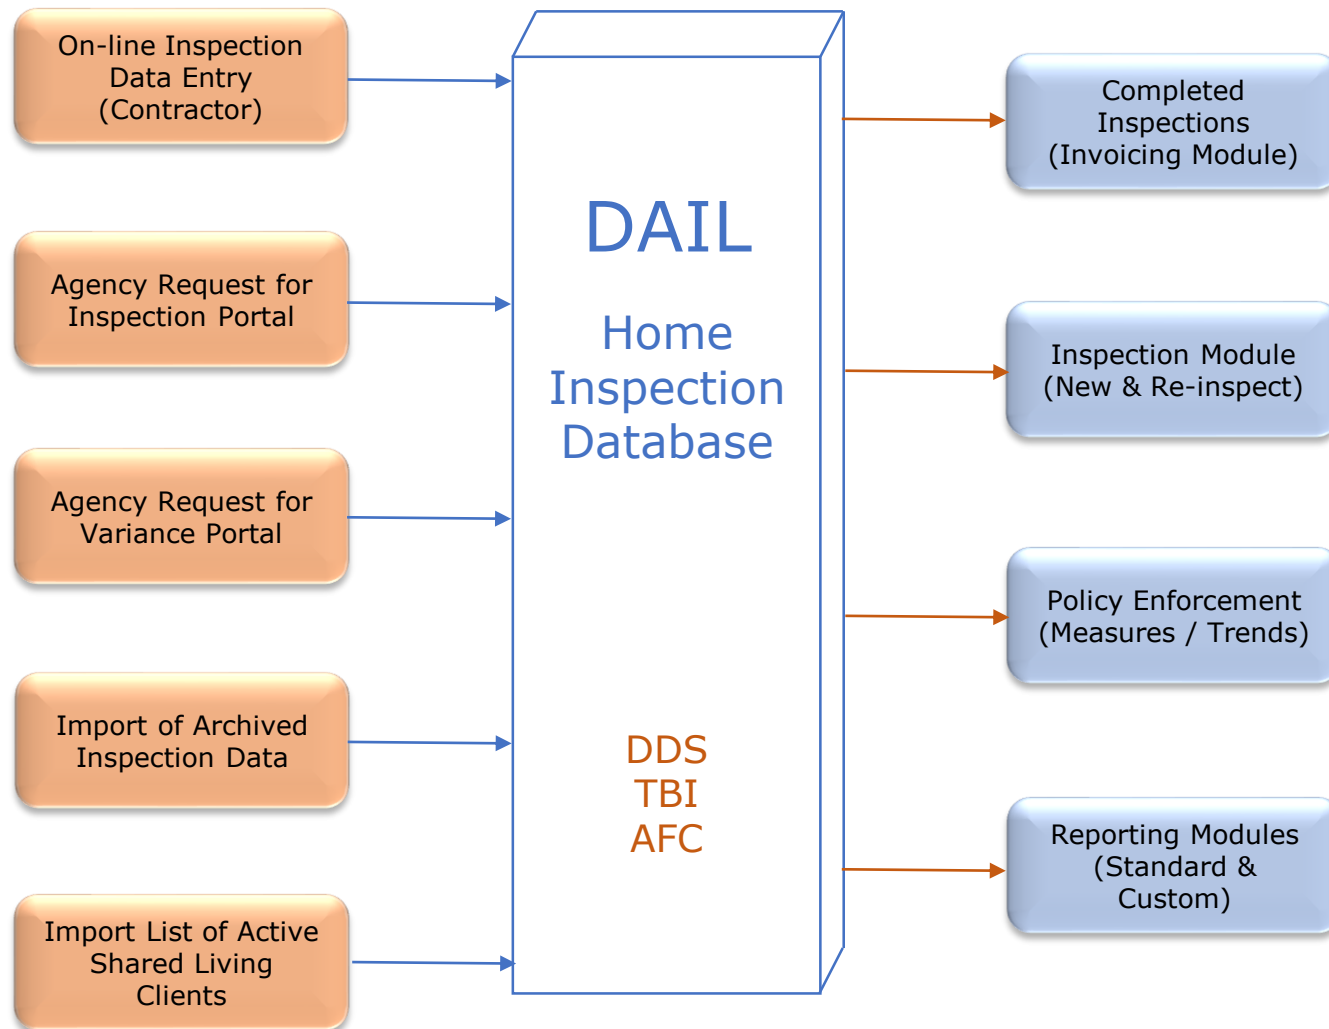 On-line Inspection
Data Entry
(Contractor)
Agency Request for
Inspection Portal
Agency Request for
Variance Portal
Import of Archived
Inspection Data
Import List of Active
Shared Living
Clients
DAIL
Home
Inspection
Database
DDS
TBI
AFC
Completed
Inspections
(Invoicing Module)
Inspection Module
(New & Re-inspect)
Policy Enforcement
(Measures / Trends)
Reporting Modules
(Standard &
Custom)